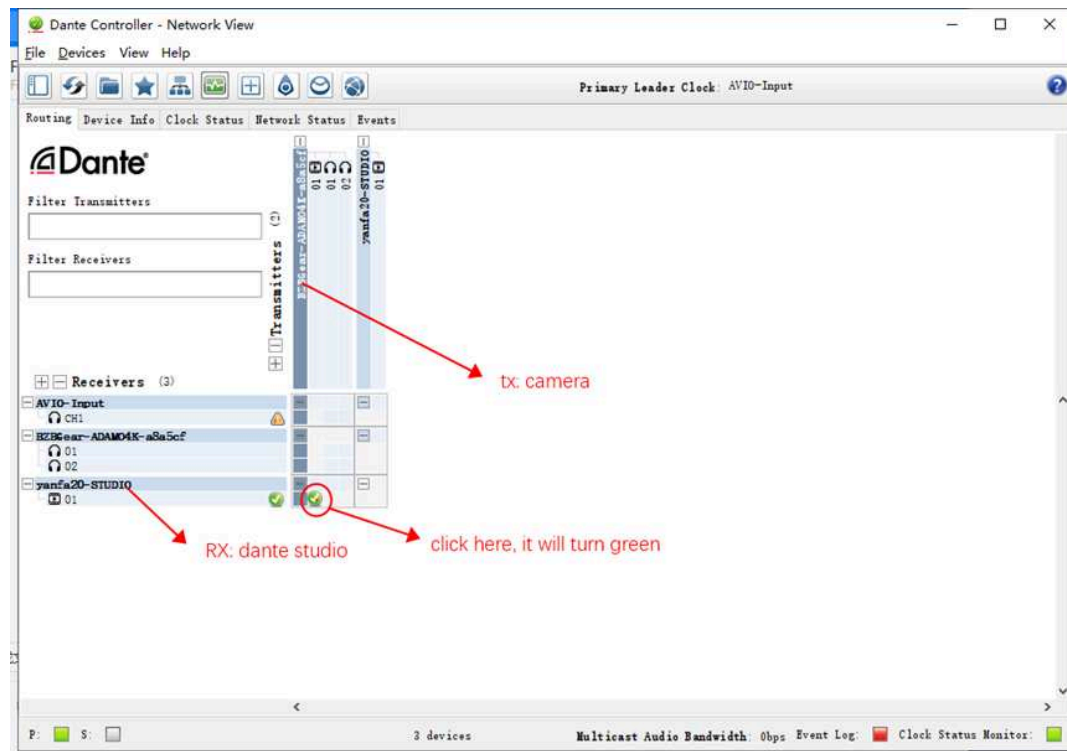 Dante Controller - Network View
File Devices View Help
Primary Leader Clock: AVIO-Input
Routing Device Info Clock Status Network Status Events
Dante
Filter Transmitters
Filter Receivers
Transmitters (2)
BZBGear-ADAMO4K-a8a5cf
01
01
02
yanfa20-STUDIO
01
tx: camera
Receivers (3)
AVIO-Input
CH1
BZBGear-ADAMO4K-a8a5cf
01
02
yanfa20-STUDIO
01
RX: dante studio
click here, it will turn green
P: S: 3 devices Multicast Audio Bandwidth: 0bps Event Log: Clock Status Monitor: